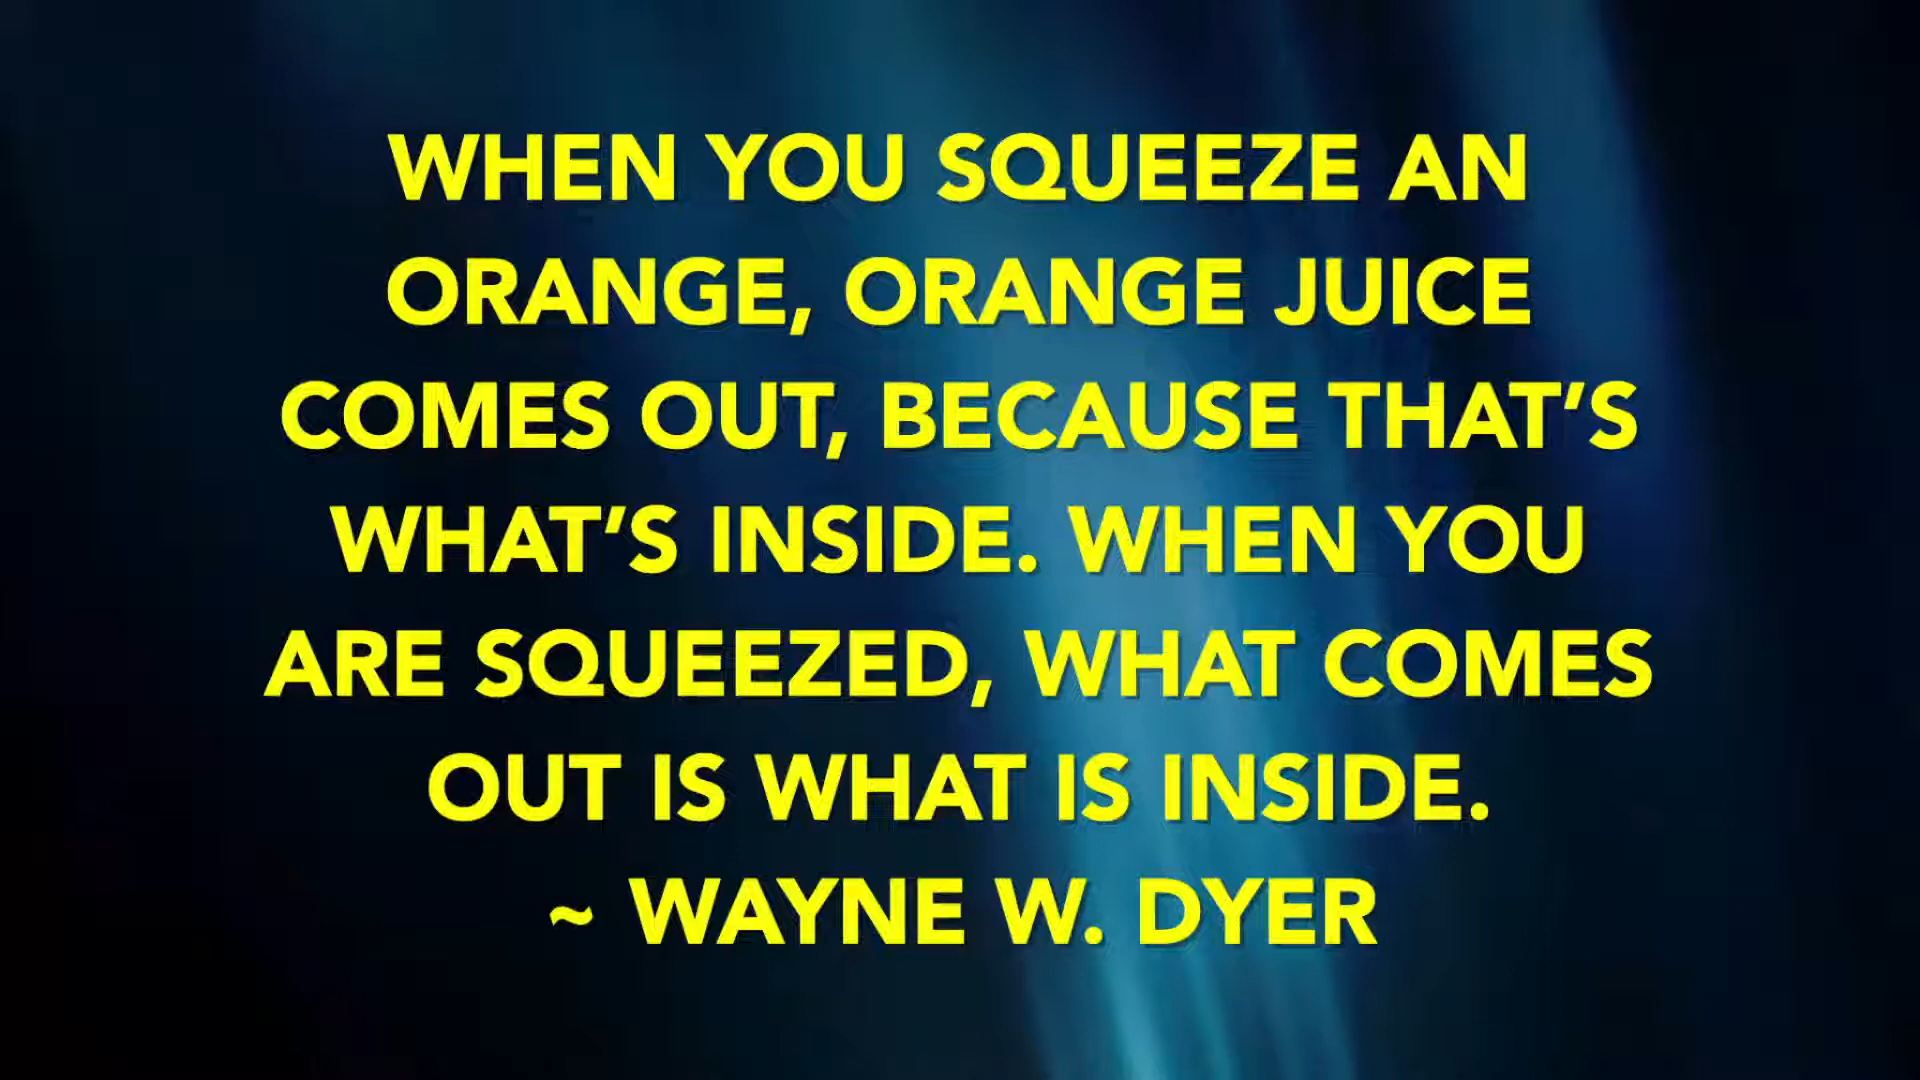 WHEN YOU SQUEEZE AN
ORANGE, ORANGE JUICE
COMES OUT, BECAUSE THAT’S
WHAT’S INSIDE. WHEN YOU
ARE SQUEEZED, WHAT COMES
OUT IS WHAT IS INSIDE.
~ WAYNE W. DYER